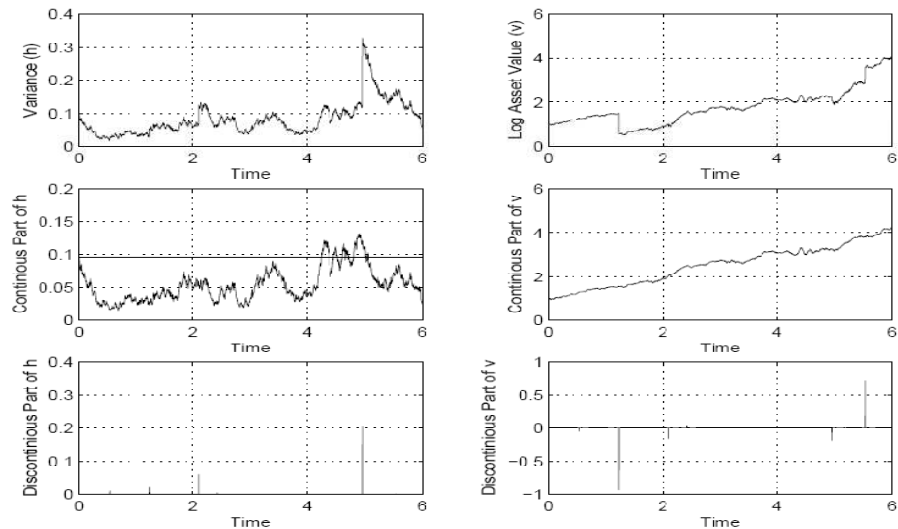 0.4
0.3
0.2
0.1
0
Variance (h)
0 2 4 6
Time
6
4
2
0
Log Asset Value (v)
0 2 4 6
Time
0.2
0.15
0.1
0.05
0
Continous Part of h
0 2 4 6
Time
6
4
2
0
Continious Part of v
0 2 4 6
Time
0.4
0.3
0.2
0.1
0
Discontinious Part of h
0 2 4 6
Time
1
0.5
0
−0.5
−1
Discontinious Part of v
0 2 4 6
Time